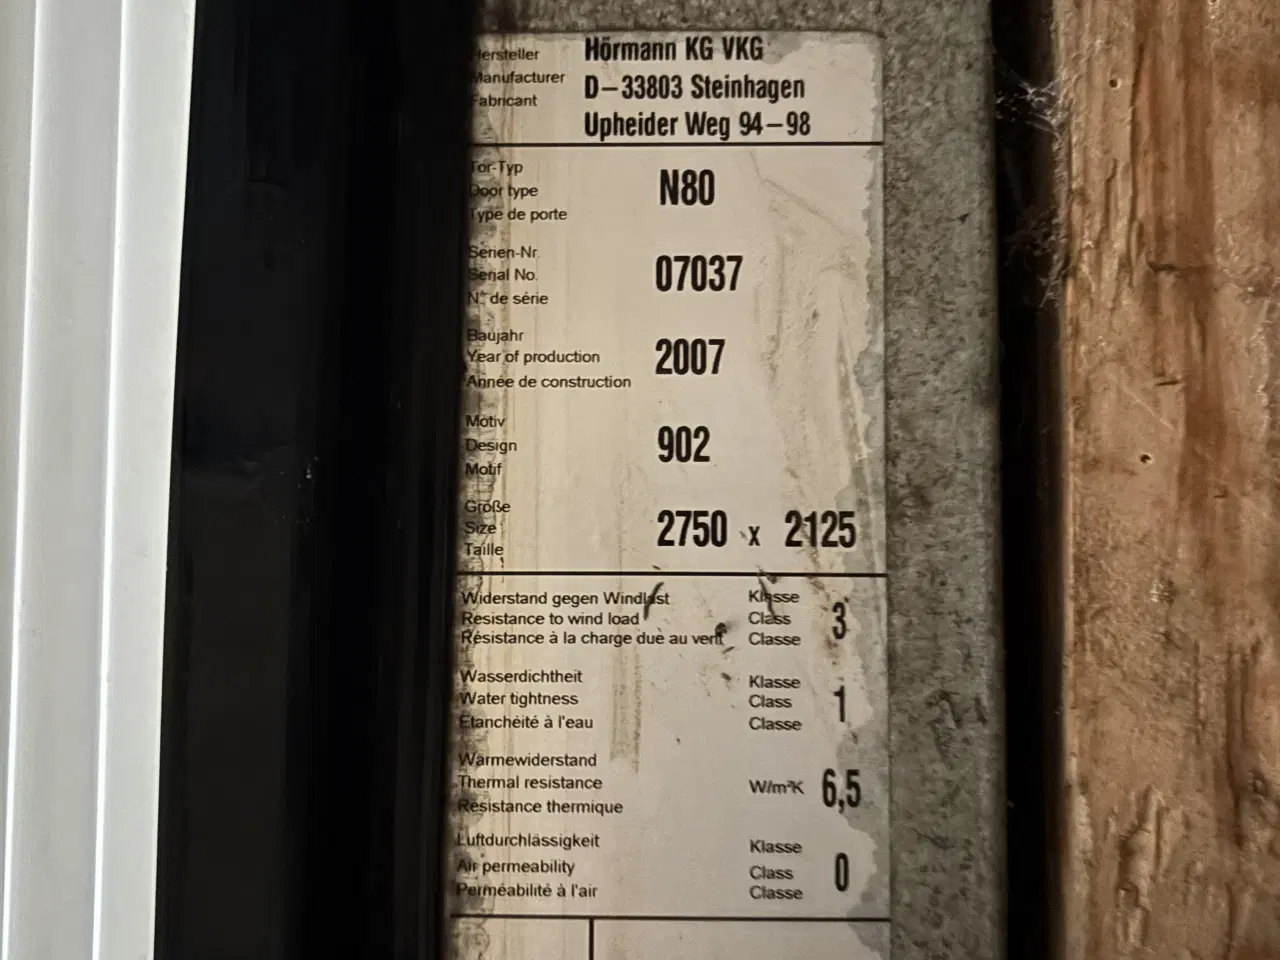 Hersteller
Manufacturer
Fabricant
Hörmann KG VKG
D-33803 Steinhagen
Upheider Weg 94-98
Tor-Typ
Door type
Type de porte
N80
Serien-Nr.
Serial No.
N° de série
07037
Baujahr
Year of production
Année de construction
2007
Motiv
Design
Motif
902
Größe
Size
Taille
2750 x 2125
Widerstand gegen Windlast
Resistance to wind load
Résistance à la charge due au vent
Klasse
Class
Classe
3
Wasserdichtheit
Water tightness
Étanchéité à l'eau
Klasse
Class
Classe
1
Wärmewiderstand
Thermal resistance
Résistance thermique
W/m²K
6,5
Luftdurchlässigkeit
Air permeability
Perméabilité à l'air
Klasse
Class
Classe
0